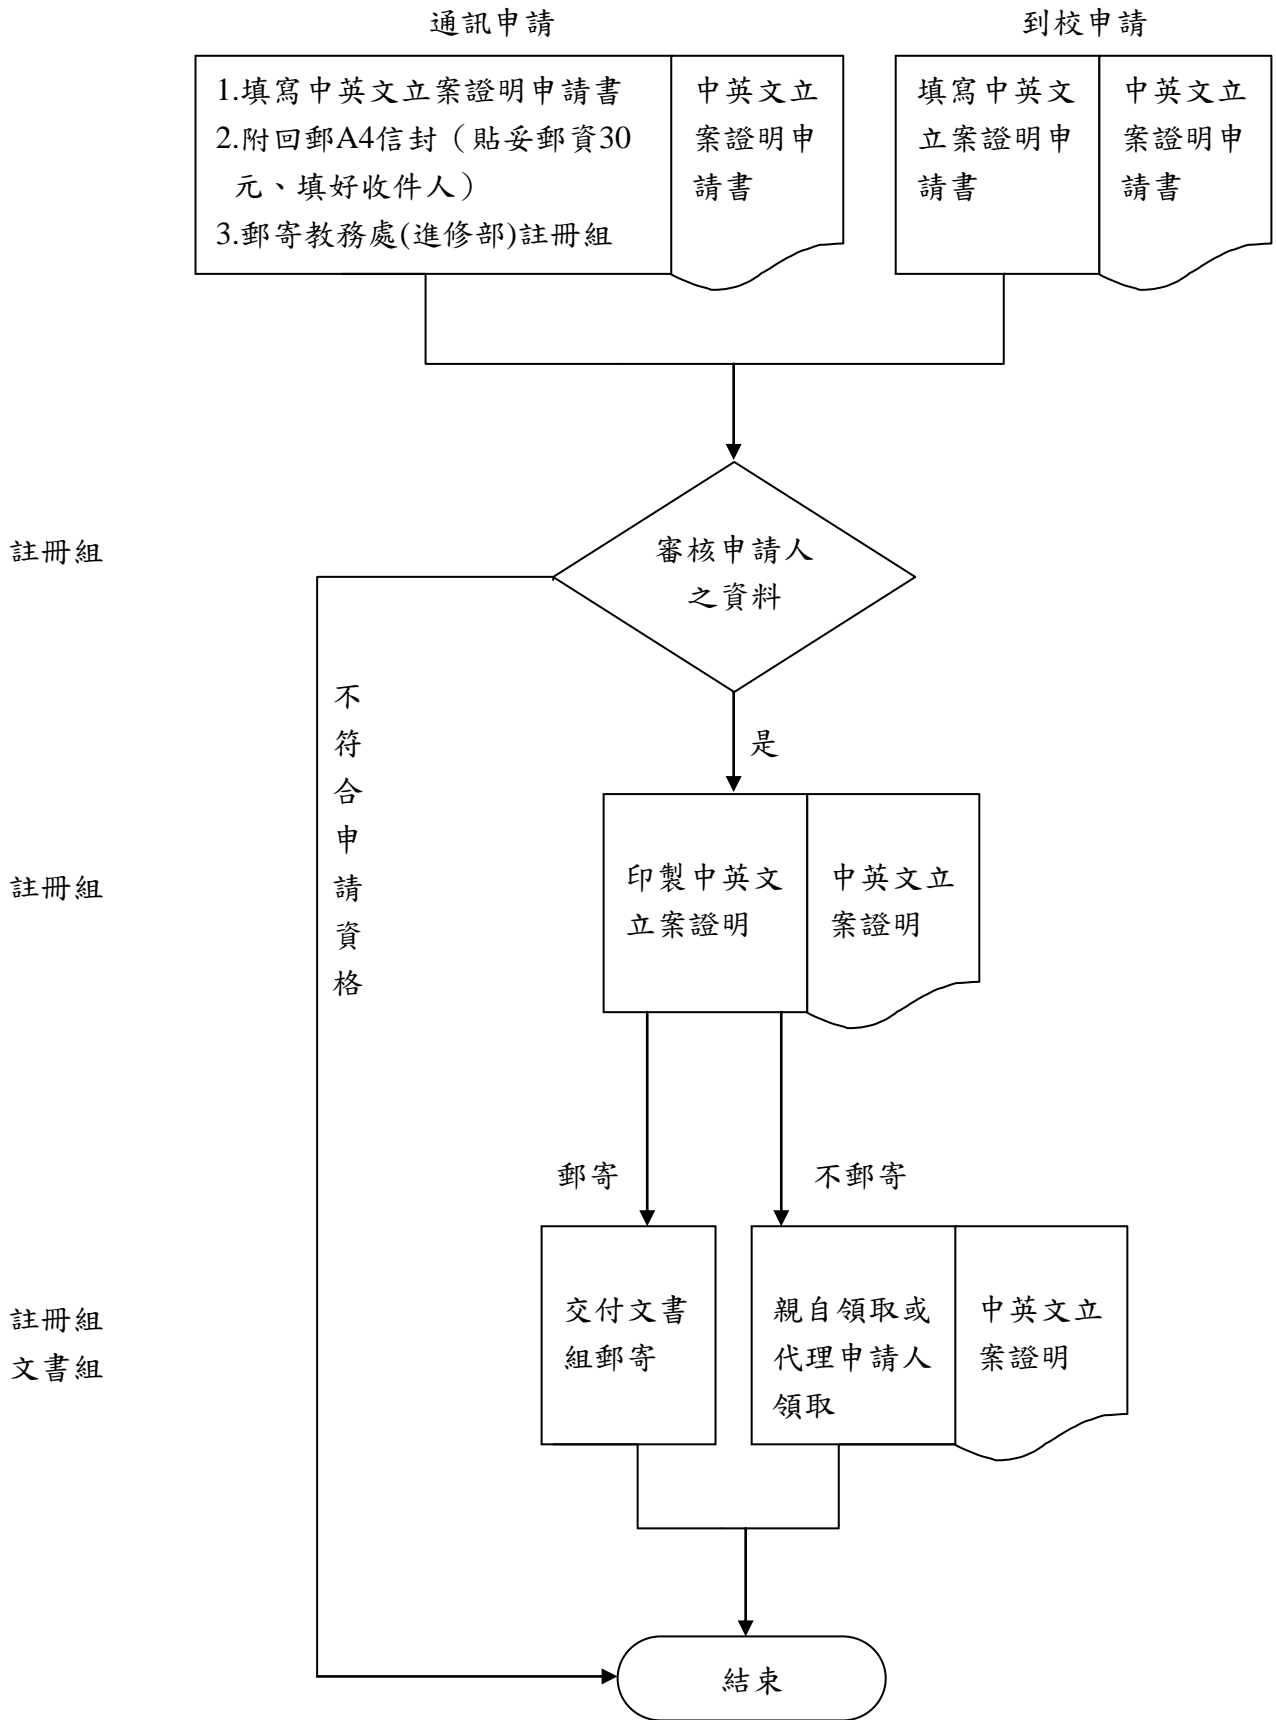 通訊申請
到校申請
1.填寫中英文立案證明申請書
2.附回郵A4信封（貼妥郵資30
元、填好收件人）
3.郵寄教務處(進修部)註冊組
中英文立
案證明申
請書
填寫中英文
立案證明申
請書
中英文立
案證明申
請書
註冊組
審核申請人
之資料
不符合申請資格
是
註冊組
印製中英文
立案證明
中英文立
案證明
郵寄
不郵寄
註冊組
文書組
交付文書
組郵寄
親自領取或
代理申請人
領取
中英文立
案證明
結束